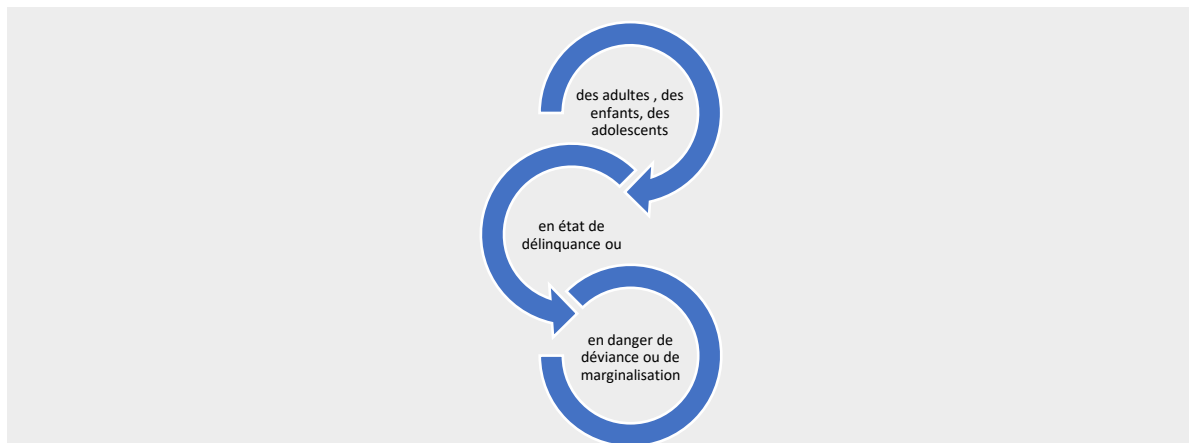 des adultes , des
enfants, des
adolescents
en état de
délinquance ou
en danger de
déviance ou de
marginalisation